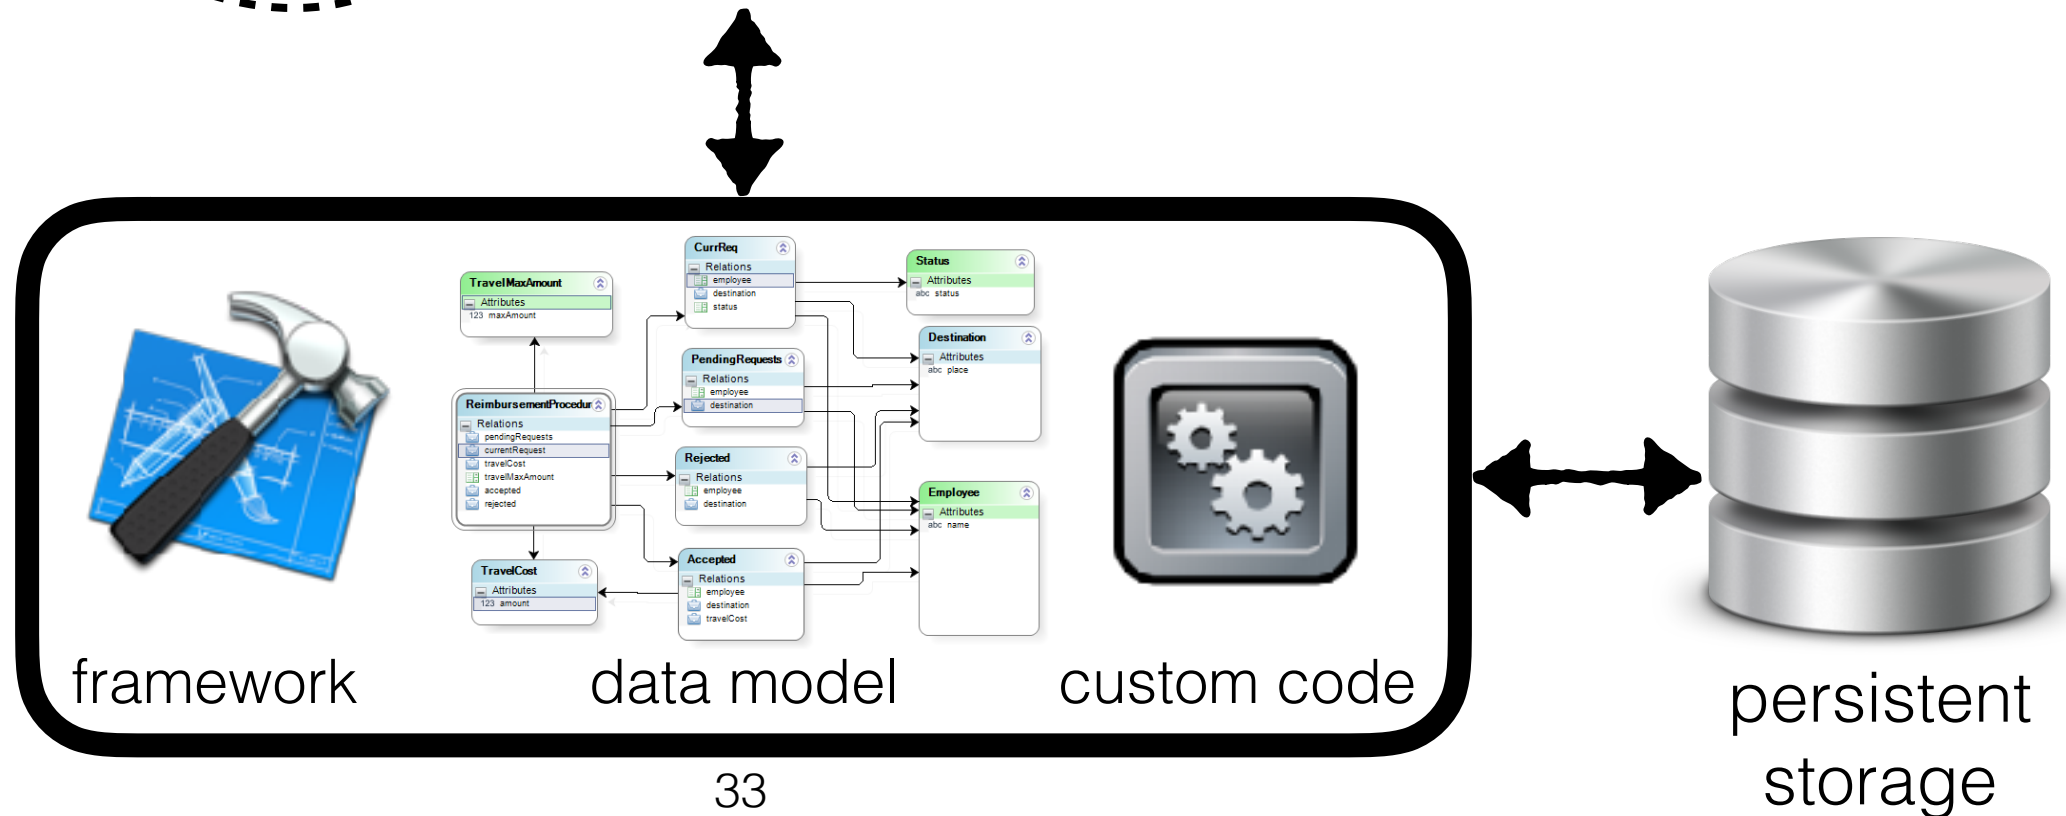 TravelMaxAmount
Attributes
123 maxAmount
ReimbursementProcedur
Relations
pendingRequests
currentRequest
travelCost
travelMaxAmount
accepted
rejected
TravelCost
Attributes
123 amount
CurrReq
Relations
employee
destination
status
PendingRequests
Relations
employee
destination
Rejected
Relations
employee
destination
Accepted
Relations
employee
destination
travelCost
Status
Attributes
abc status
Destination
Attributes
abc place
Employee
Attributes
abc name
framework
data model
custom code
persistent
storage
33